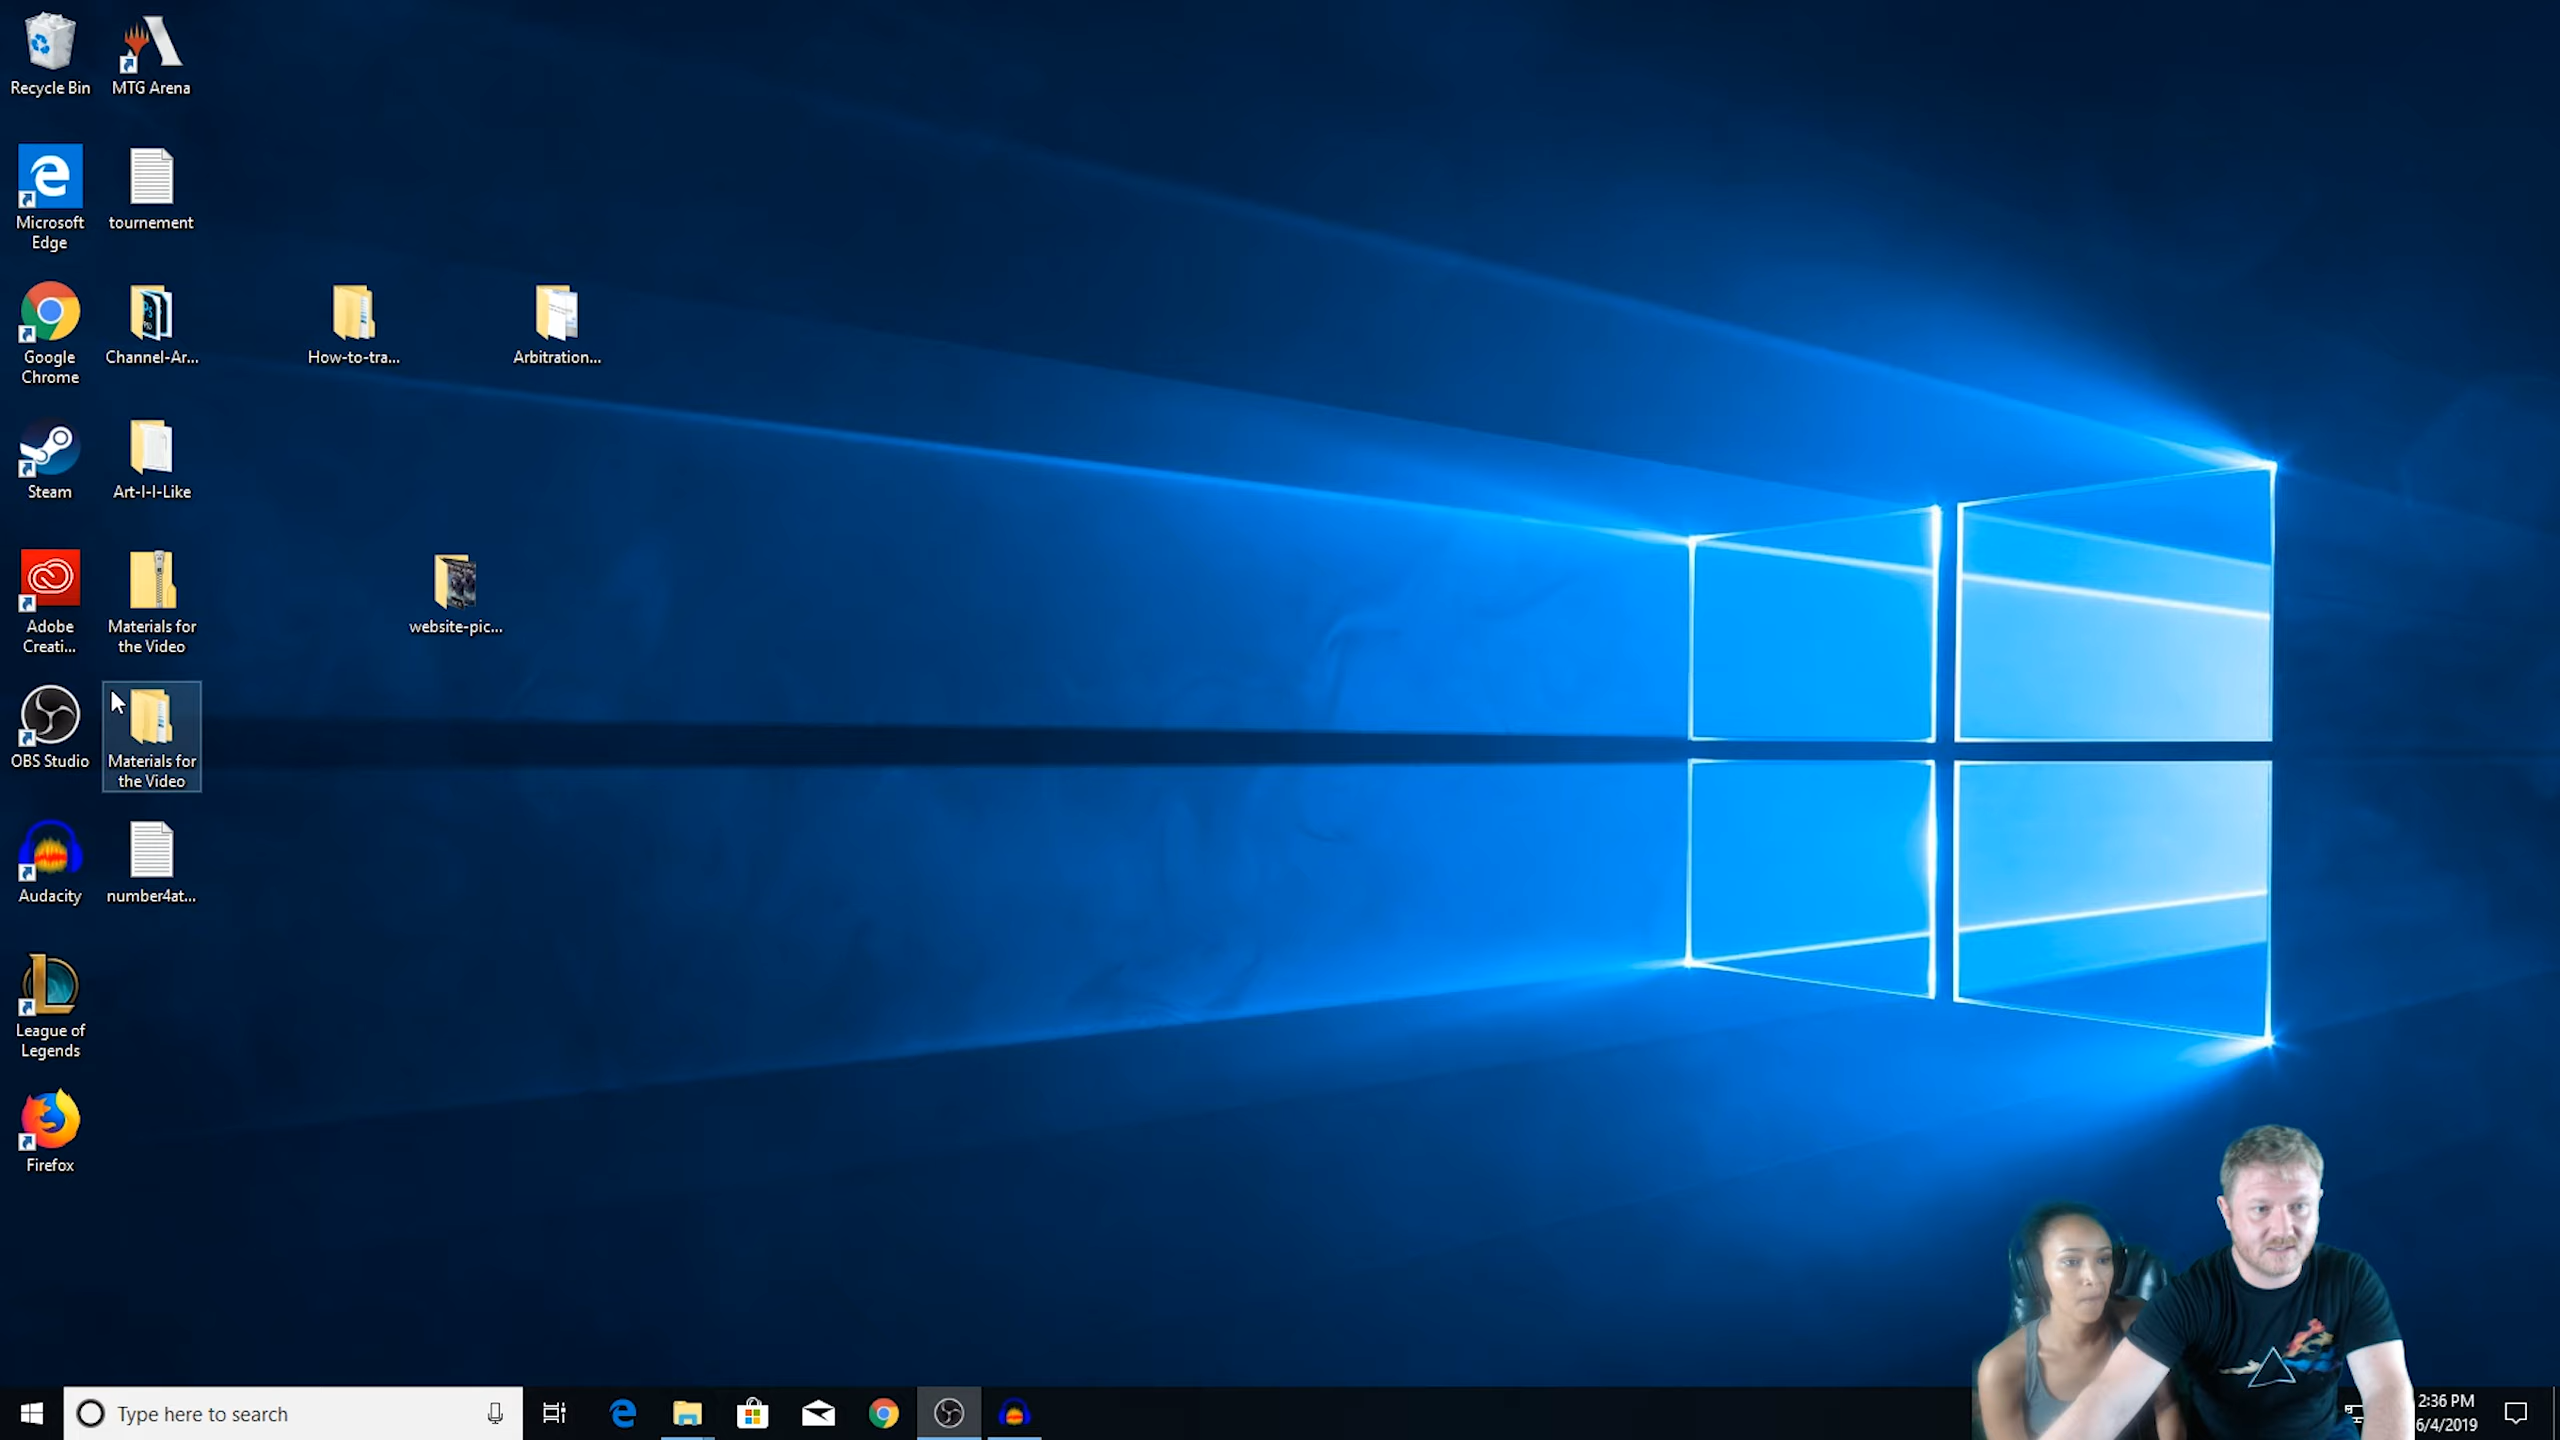 Recycle Bin
MTG Arena
Microsoft
Edge
tournement
Google
Chrome
Channel-Ar...
How-to-tra...
Arbitration...
Steam
Art-I-I-Like
Adobe
Creati...
Materials for
the Video
website-pic...
OBS Studio
Materials for
the Video
Audacity
number4at...
League of
Legends
Firefox
Type here to search
2:36 PM
6/4/2019